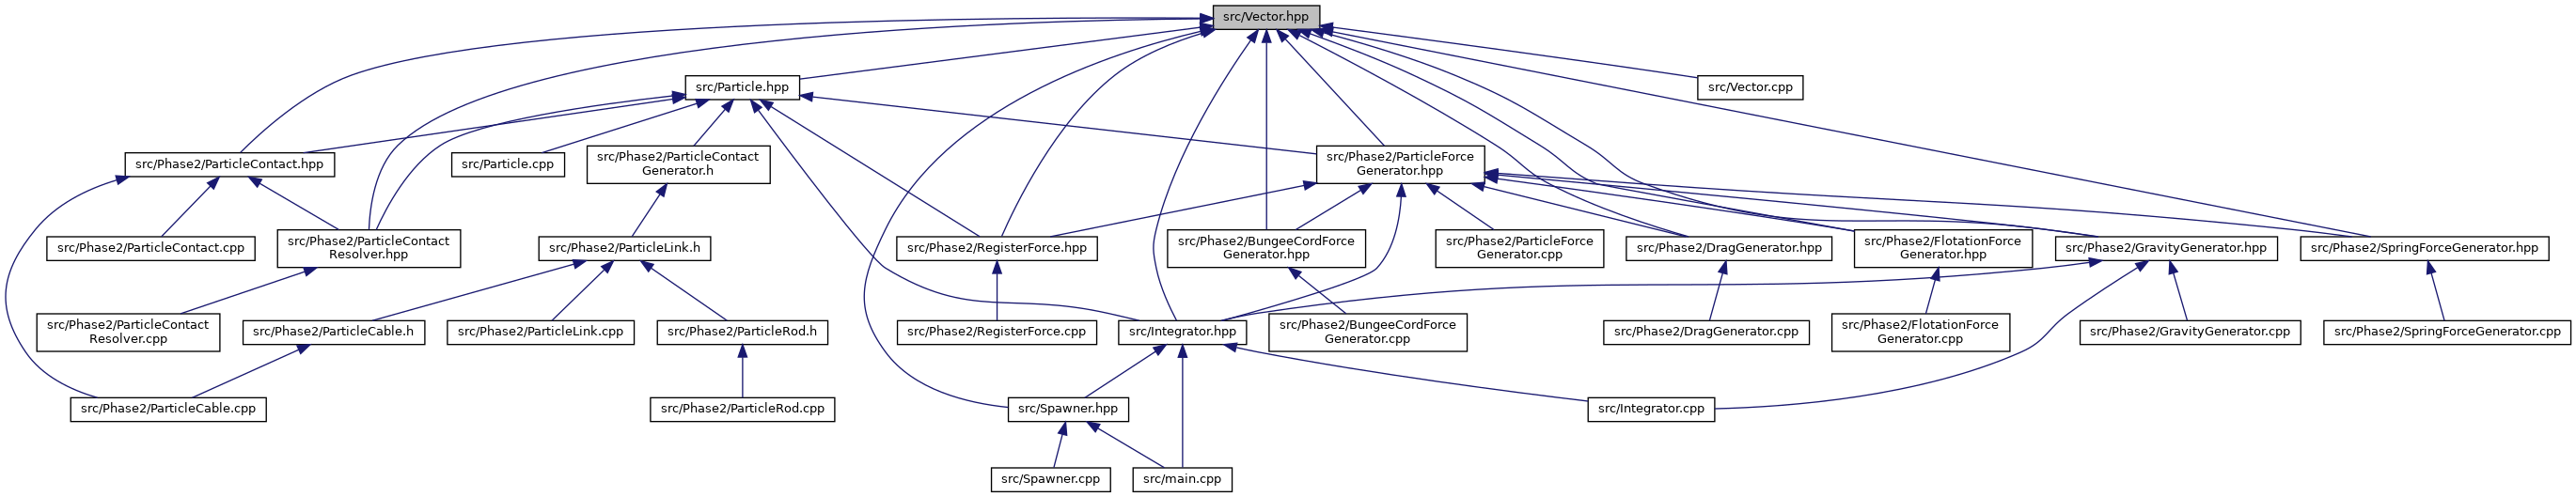 src/Vector.hpp
src/Particle.hpp
src/Vector.cpp
src/Phase2/ParticleContact.hpp
src/Particle.cpp
src/Phase2/ParticleContact
Generator.h
src/Phase2/ParticleForce
Generator.hpp
src/Phase2/ParticleContact.cpp
src/Phase2/ParticleContact
Resolver.hpp
src/Phase2/ParticleLink.h
src/Phase2/RegisterForce.hpp
src/Phase2/BungeeCordForce
Generator.hpp
src/Phase2/ParticleForce
Generator.cpp
src/Phase2/DragGenerator.hpp
src/Phase2/FlotationForce
Generator.hpp
src/Phase2/GravityGenerator.hpp
src/Phase2/SpringForceGenerator.hpp
src/Phase2/ParticleContact
Resolver.cpp
src/Phase2/ParticleCable.h
src/Phase2/ParticleLink.cpp
src/Phase2/ParticleRod.h
src/Phase2/RegisterForce.cpp
src/Integrator.hpp
src/Phase2/BungeeCordForce
Generator.cpp
src/Phase2/DragGenerator.cpp
src/Phase2/FlotationForce
Generator.cpp
src/Phase2/GravityGenerator.cpp
src/Phase2/SpringForceGenerator.cpp
src/Phase2/ParticleCable.cpp
src/Phase2/ParticleRod.cpp
src/Spawner.hpp
src/Integrator.cpp
src/Spawner.cpp
src/main.cpp